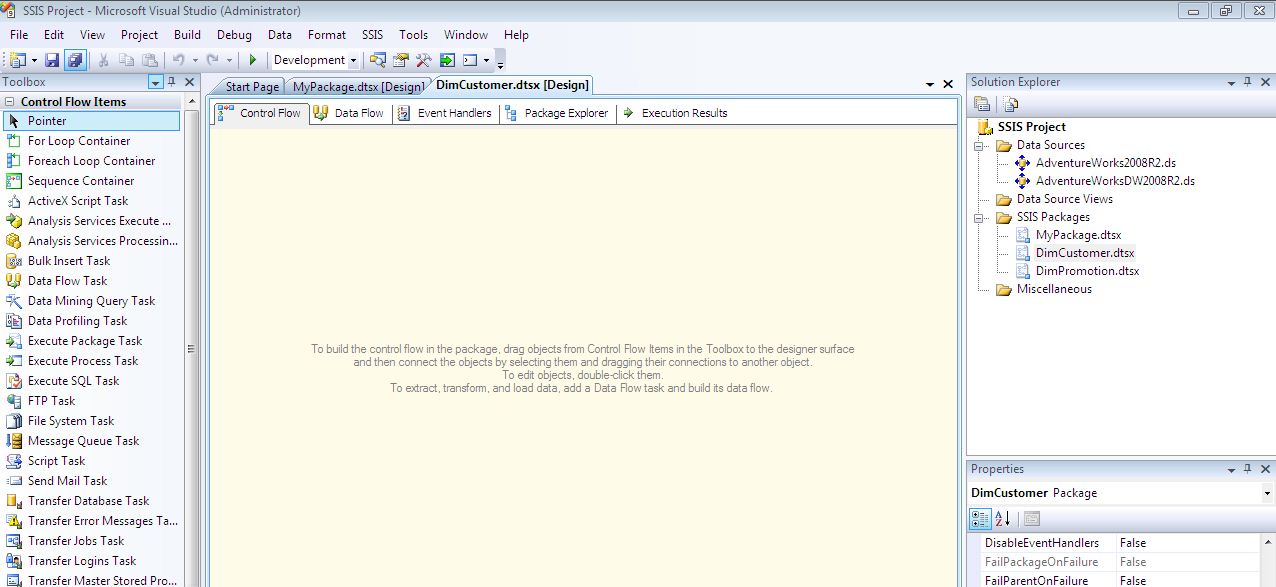 SSIS Project - Microsoft Visual Studio (Administrator)
File Edit View Project Build Debug Data Format SSIS Tools Window Help
Development
Toolbox
Control Flow Items
Pointer
For Loop Container
Foreach Loop Container
Sequence Container
ActiveX Script Task
Analysis Services Execute ...
Analysis Services Processin...
Bulk Insert Task
Data Flow Task
Data Mining Query Task
Data Profiling Task
Execute Package Task
Execute Process Task
Execute SQL Task
FTP Task
File System Task
Message Queue Task
Script Task
Send Mail Task
Transfer Database Task
Transfer Error Messages Ta...
Transfer Jobs Task
Transfer Logins Task
Transfer Master Stored Pro...
Start Page MyPackage.dtsx [Design] DimCustomer.dtsx [Design]
Control Flow Data Flow Event Handlers Package Explorer Execution Results
To build the control flow in the package, drag objects from Control Flow Items in the Toolbox to the designer surface
and then connect the objects by selecting them and dragging their connections to another object.
To edit objects, double-click them.
To extract, transform, and load data, add a Data Flow task and build its data flow.
Solution Explorer
SSIS Project
Data Sources
AdventureWorks2008R2.ds
AdventureWorksDW2008R2.ds
Data Source Views
SSIS Packages
MyPackage.dtsx
DimCustomer.dtsx
DimPromotion.dtsx
Miscellaneous
Properties
DimCustomer Package
DisableEventHandlers False
FailPackageOnFailure False
FailParentOnFailure False